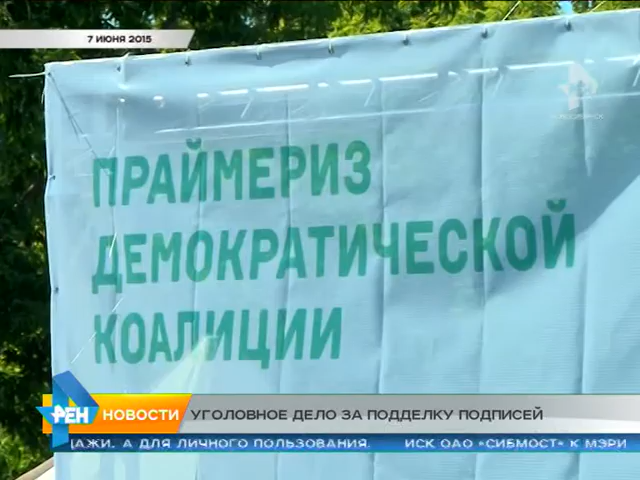 7 ИЮНЯ 2015
ПРАЙМЕРИЗ
ДЕМОКРАТИЧЕСКОЙ
КОАЛИЦИИ
РЕН НОВОСТИ УГОЛОВНОЕ ДЕЛО ЗА ПОДДЕЛКУ ПОДПИСЕЙ
ДАЖИ, А ДЛЯ ЛИЧНОГО ПОЛЬЗОВАНИЯ. ИСК ОАО "СИБМОСТ" К МЭРИ